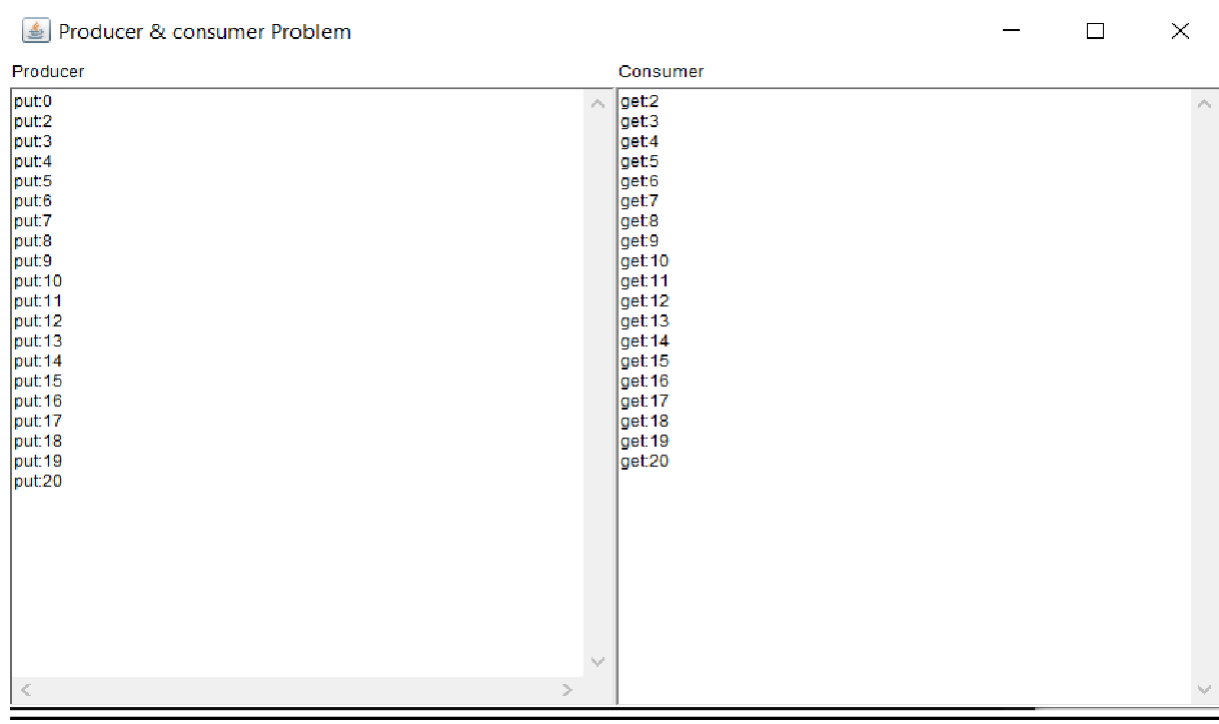 Producer & consumer Problem
Producer
put:0
put:2
put:3
put:4
put:5
put:6
put:7
put:8
put:9
put:10
put:11
put:12
put:13
put:14
put:15
put:16
put:17
put:18
put:19
put:20
Consumer
get:2
get:3
get:4
get:5
get:6
get:7
get:8
get:9
get:10
get:11
get:12
get:13
get:14
get:15
get:16
get:17
get:18
get:19
get:20